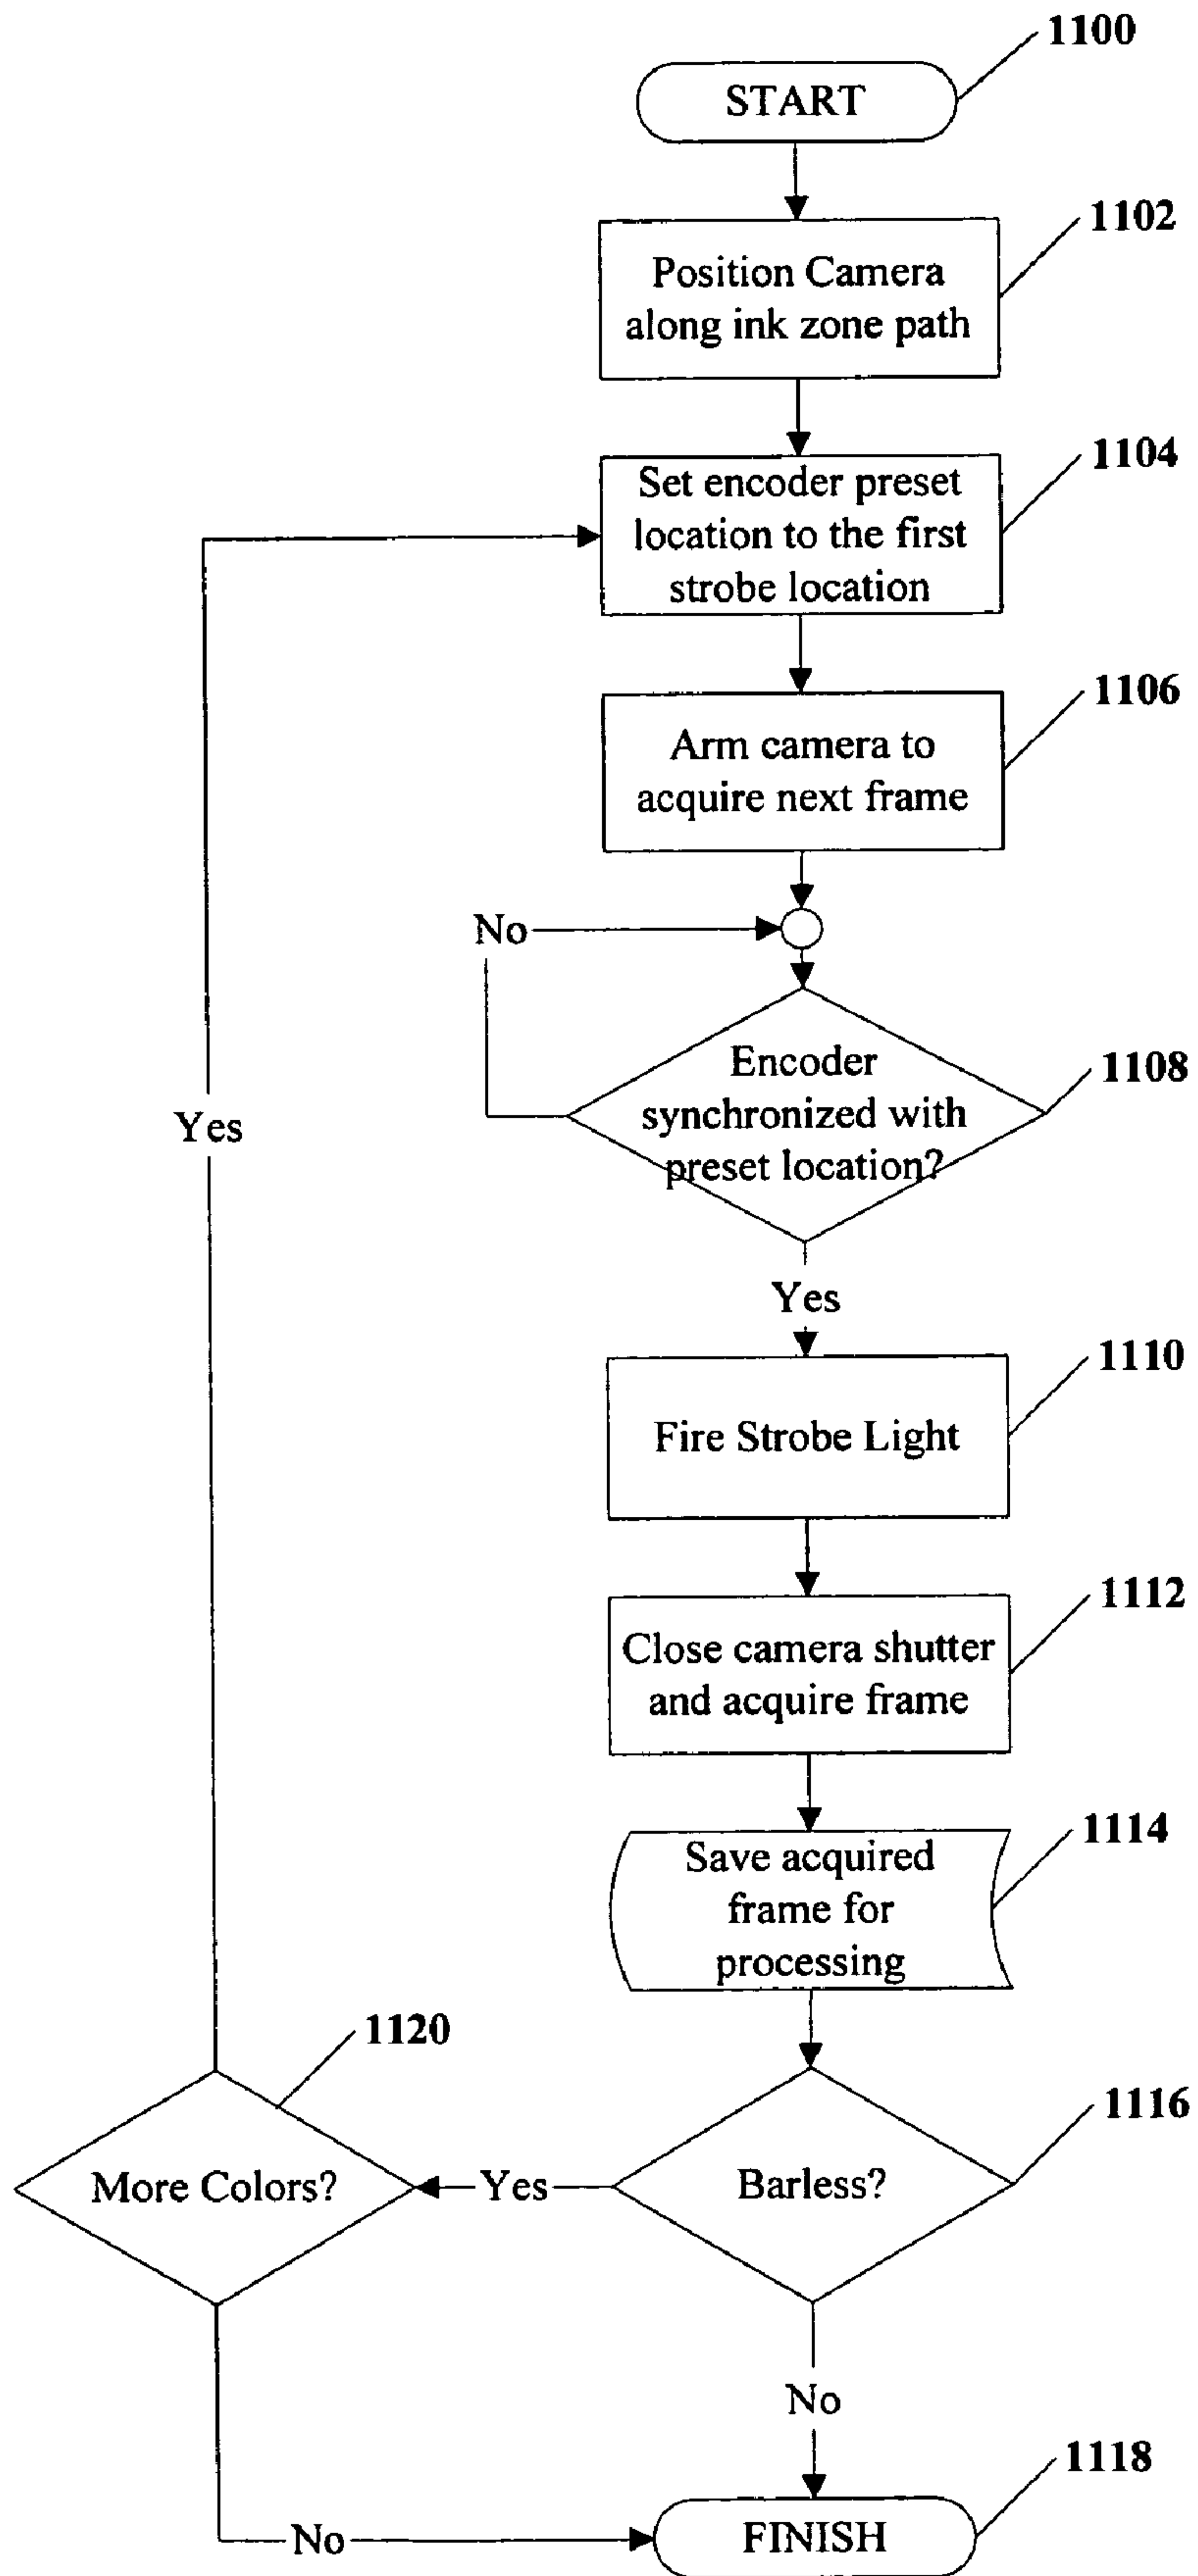 1100
START
1102
Position Camera
along ink zone path
1104
Set encoder preset
location to the first
strobe location
1106
Arm camera to
acquire next frame
No
Encoder
synchronized with
preset location?
1108
Yes
Yes
1110
Fire Strobe Light
1112
Close camera shutter
and acquire frame
1114
Save acquired
frame for
processing
1120
1116
More Colors?
Yes
Barless?
No
1118
No
FINISH